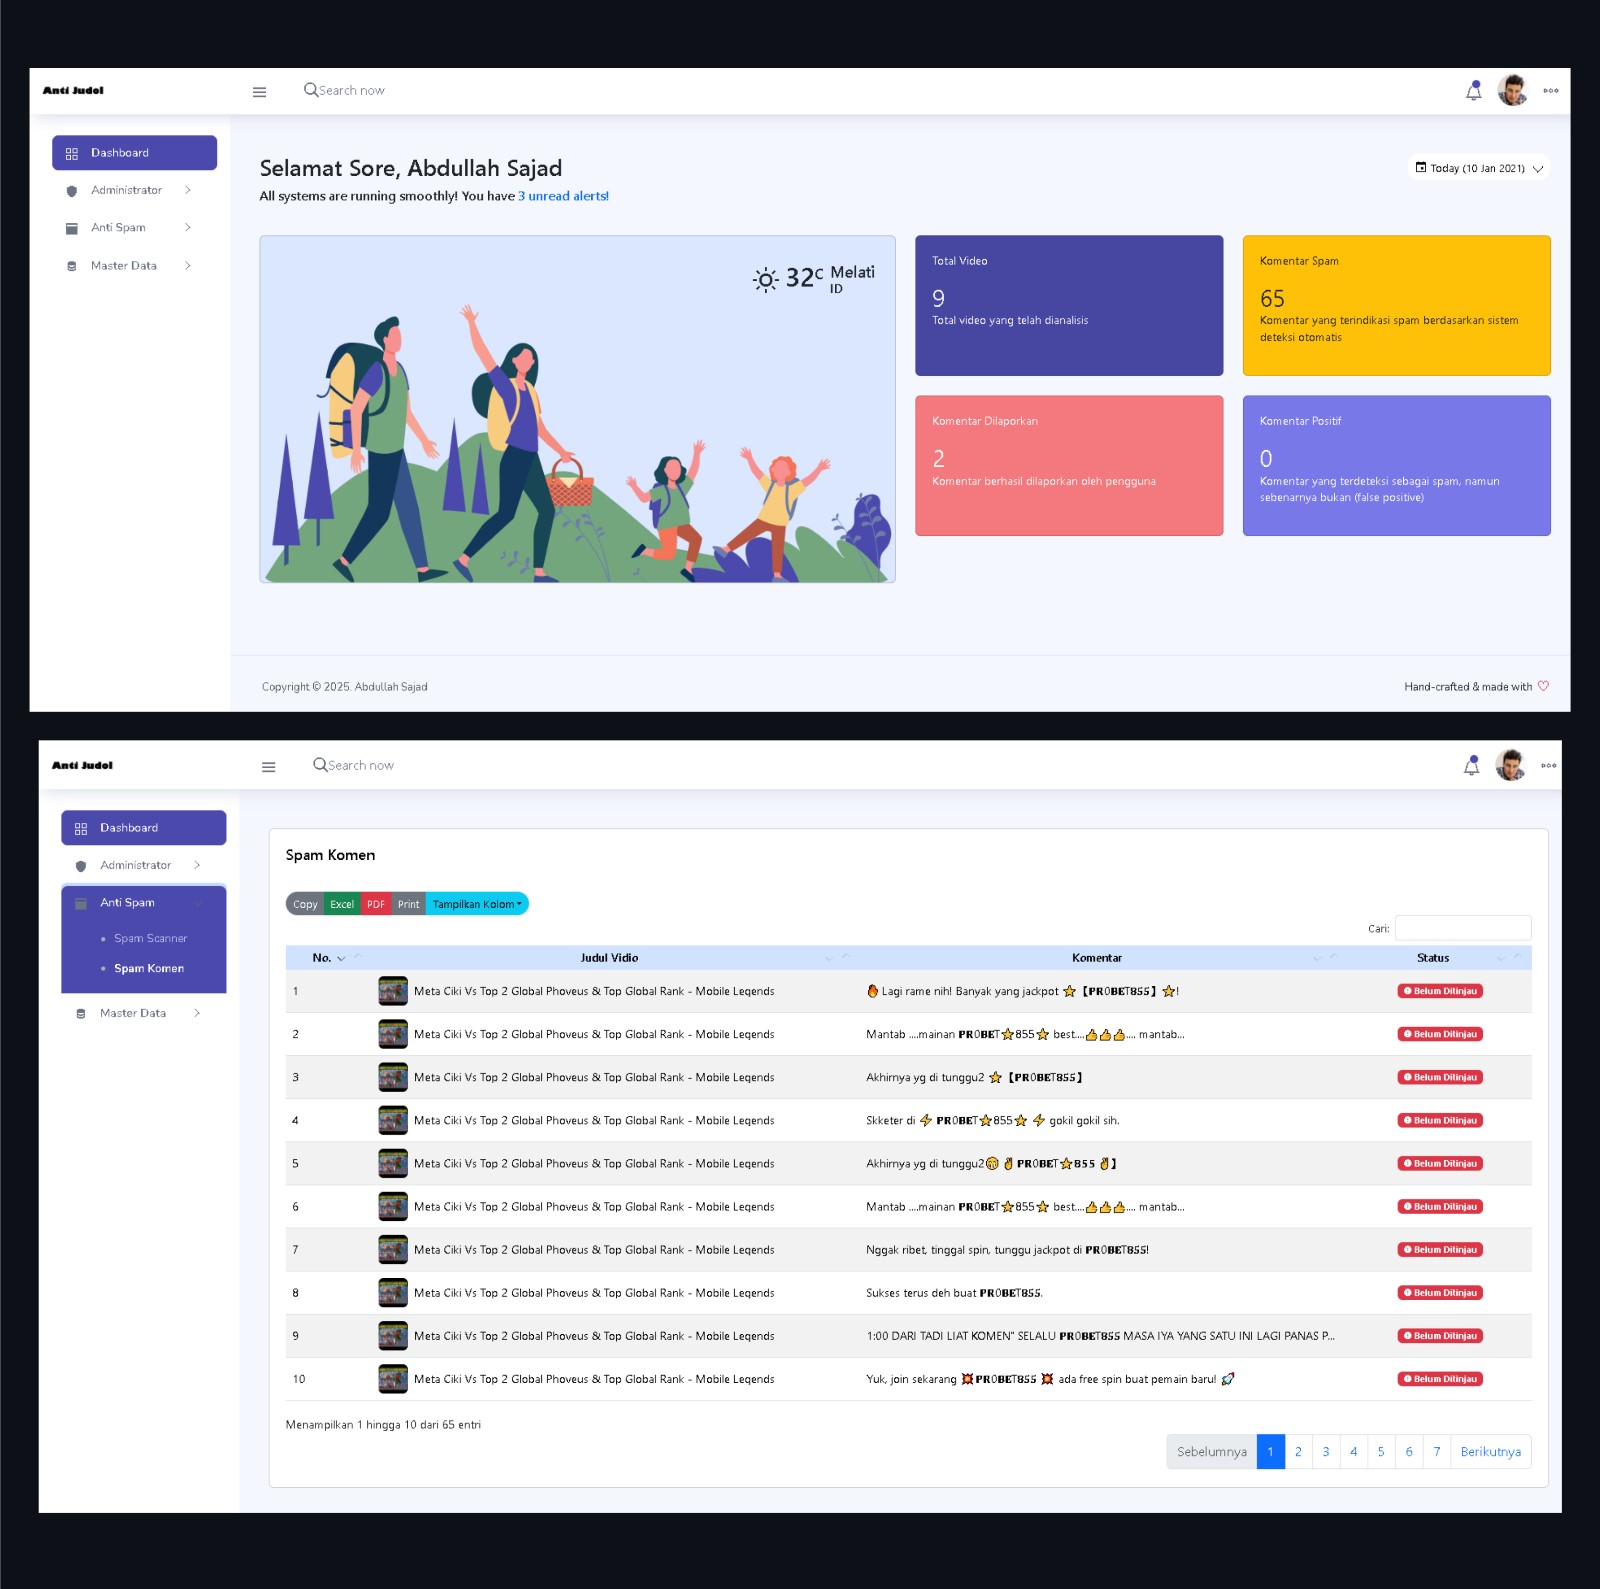 Anti Judol
Search now
Dashboard
Administrator
Anti Spam
Master Data
Selamat Sore, Abdullah Sajad
Today (10 Jan 2021)
All systems are running smoothly! You have 3 unread alerts!
32C Melati
ID
Total Video
9
Total video yang telah dianalisis
Komentar Spam
65
Komentar yang terindikasi spam berdasarkan sistem
deteksi otomatis
Komentar Dilaporkan
2
Komentar berhasil dilaporkan oleh pengguna
Komentar Positif
0
Komentar yang terdeteksi sebagai spam, namun
sebenarnya bukan (false positive)
Copyright © 2025. Abdullah Sajad
Hand-crafted & made with ♡
Anti Judol
Search now
Dashboard
Administrator
Anti Spam
Spam Scanner
Spam Komen
Master Data
Spam Komen
Copy Excel PDF Print Tampilkan Kolom
Cari:
No. Judul Vidio Komentar Status
1 Meta Ciki Vs Top 2 Global Phoveus & Top Global Rank - Mobile Legends 🔥 Lagi rame nih! Banyak yang jackpot ⭐【PR0BET855】⭐! Belum Ditinjau
2 Meta Ciki Vs Top 2 Global Phoveus & Top Global Rank - Mobile Legends Mantab ....mainan PR0BET⭐855⭐ best....👍👍👍.... mantab... Belum Ditinjau
3 Meta Ciki Vs Top 2 Global Phoveus & Top Global Rank - Mobile Legends Akhirnya yg di tunggu2 ⭐【PR0BET855】 Belum Ditinjau
4 Meta Ciki Vs Top 2 Global Phoveus & Top Global Rank - Mobile Legends Skketer di ⚡ PR0BET⭐855⭐ ⚡ gokil gokil sih. Belum Ditinjau
5 Meta Ciki Vs Top 2 Global Phoveus & Top Global Rank - Mobile Legends Akhirnya yg di tunggu2😁 ✌ PR0BET⭐855 ✌】 Belum Ditinjau
6 Meta Ciki Vs Top 2 Global Phoveus & Top Global Rank - Mobile Legends Mantab ....mainan PR0BET⭐855⭐ best....👍👍👍.... mantab... Belum Ditinjau
7 Meta Ciki Vs Top 2 Global Phoveus & Top Global Rank - Mobile Legends Nggak ribet, tinggal spin, tunggu jackpot di PR0BET855! Belum Ditinjau
8 Meta Ciki Vs Top 2 Global Phoveus & Top Global Rank - Mobile Legends Sukses terus deh buat PR0BET855. Belum Ditinjau
9 Meta Ciki Vs Top 2 Global Phoveus & Top Global Rank - Mobile Legends 1:00 DARI TADI LIAT KOMEN" SELALU PR0BET855 MASA IYA YANG SATU INI LAGI PANAS P... Belum Ditinjau
10 Meta Ciki Vs Top 2 Global Phoveus & Top Global Rank - Mobile Legends Yuk, join sekarang 💥PR0BET855 💥 ada free spin buat pemain baru! 🚀 Belum Ditinjau
Menampilkan 1 hingga 10 dari 65 entri
Sebelumnya 1 2 3 4 5 6 7 Berikutnya